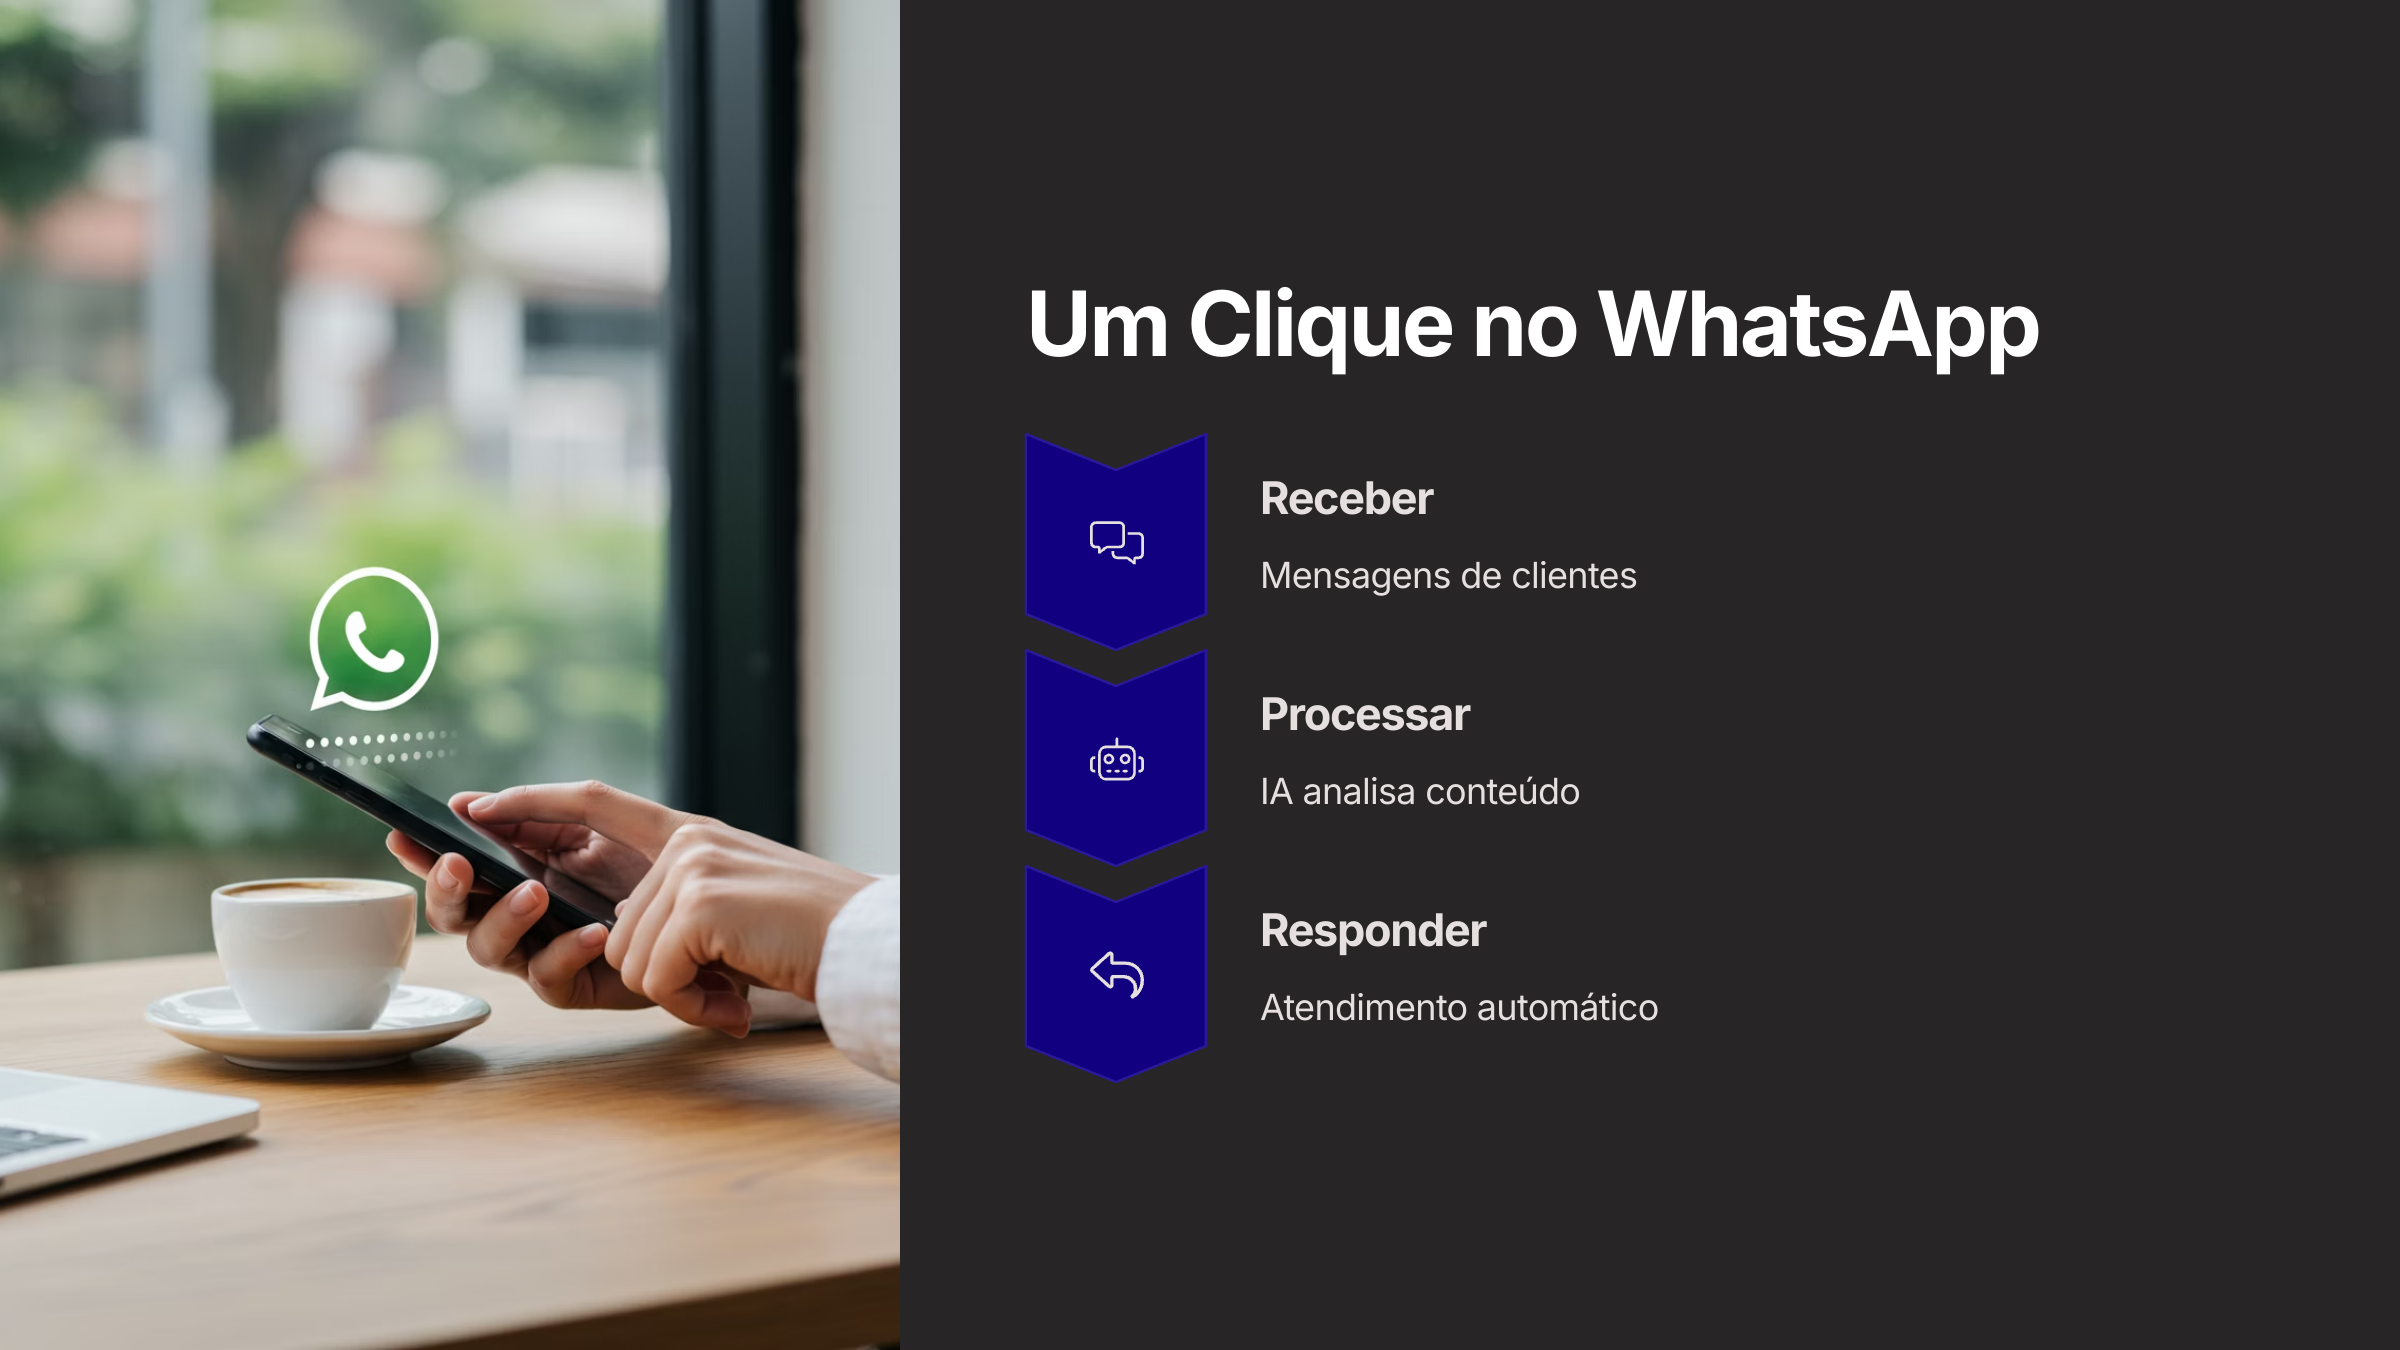 Um Clique no WhatsApp
Receber
Mensagens de clientes
Processar
IA analisa conteúdo
Responder
Atendimento automático